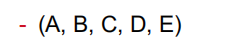 - (A, B, C, D, E)